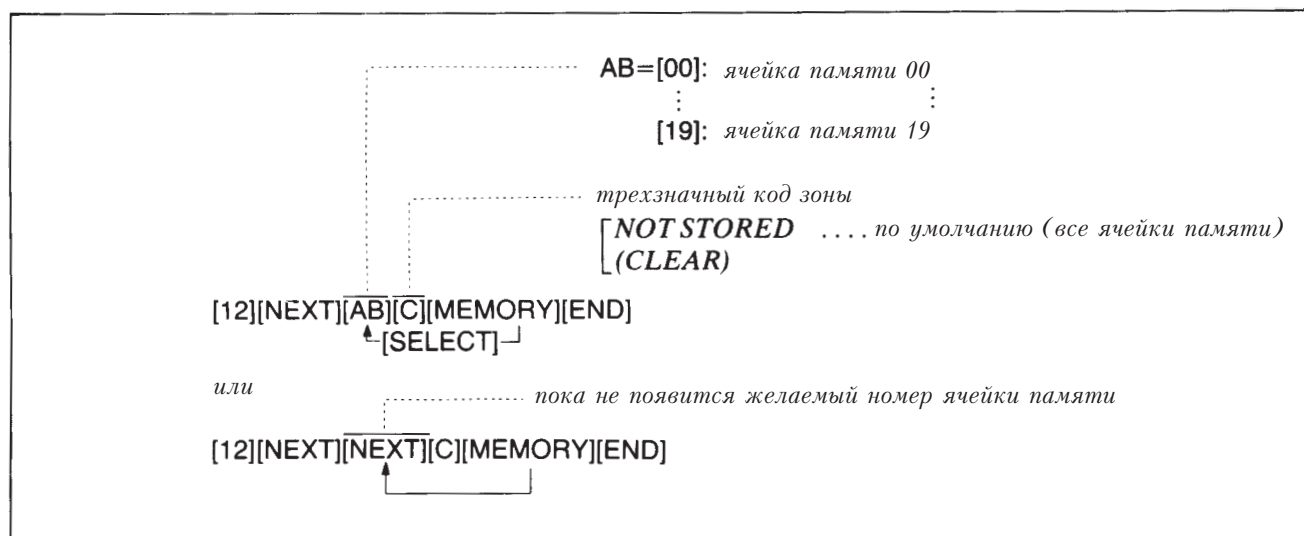 AB=[00]: ячейка памяти 00
⋮ ⋮
[19]: ячейка памяти 19
трехзначный код зоны
NOT STORED .... по умолчанию (все ячейки памяти)
(CLEAR)
[12][NEXT][AB][C][MEMORY][END]
[SELECT]
или
пока не появится желаемый номер ячейки памяти
[12][NEXT][NEXT][C][MEMORY][END]